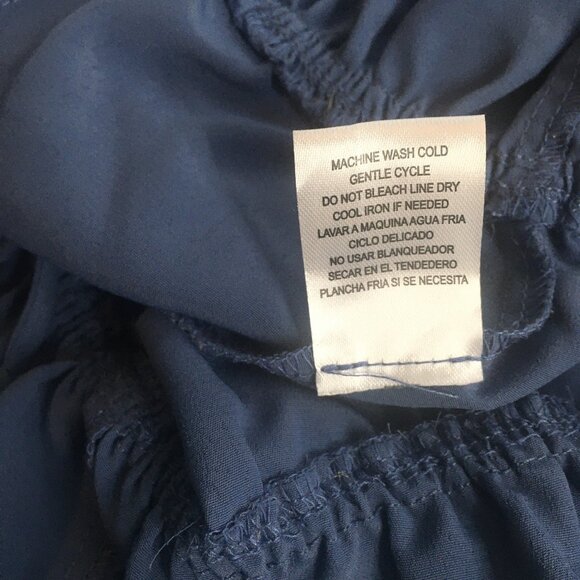 MACHINE WASH COLD
GENTLE CYCLE
DO NOT BLEACH LINE DRY
COOL IRON IF NEEDED
LAVAR A MAQUINA AGUA FRIA
CICLO DELICADO
NO USAR BLANQUEADOR
SECAR EN EL TENDEDERO
PLANCHA FRIA SI SE NECESITA